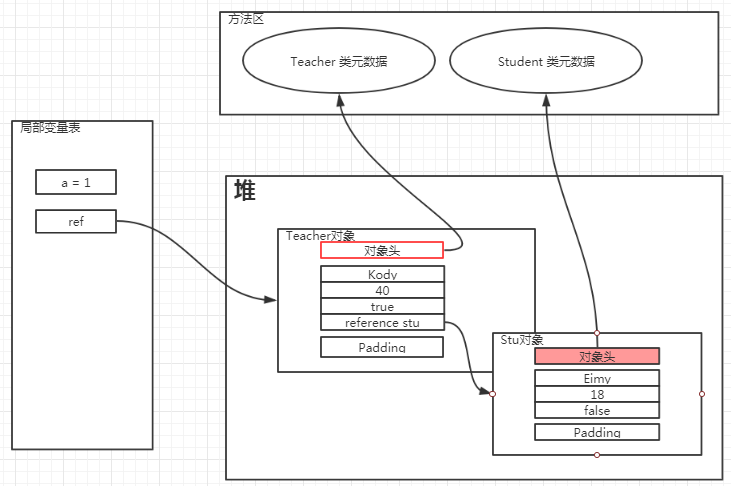 方法区
Teacher 类元数据
Student 类元数据
局部变量表
a = 1
ref
堆
Teacher对象
对象头
Kody
40
true
reference stu
Padding
Stu对象
对象头
Eimy
18
false
Padding